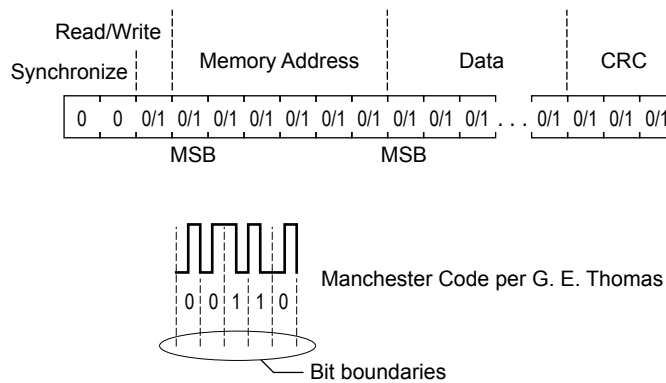 Read/Write
Synchronize Memory Address Data CRC
0 0 0/1 0/1 0/1 0/1 0/1 0/1 0/1 0/1 0/1 0/1 . . . 0/1 0/1 0/1 0/1
MSB MSB
0 0 1 1 0
Manchester Code per G. E. Thomas
Bit boundaries